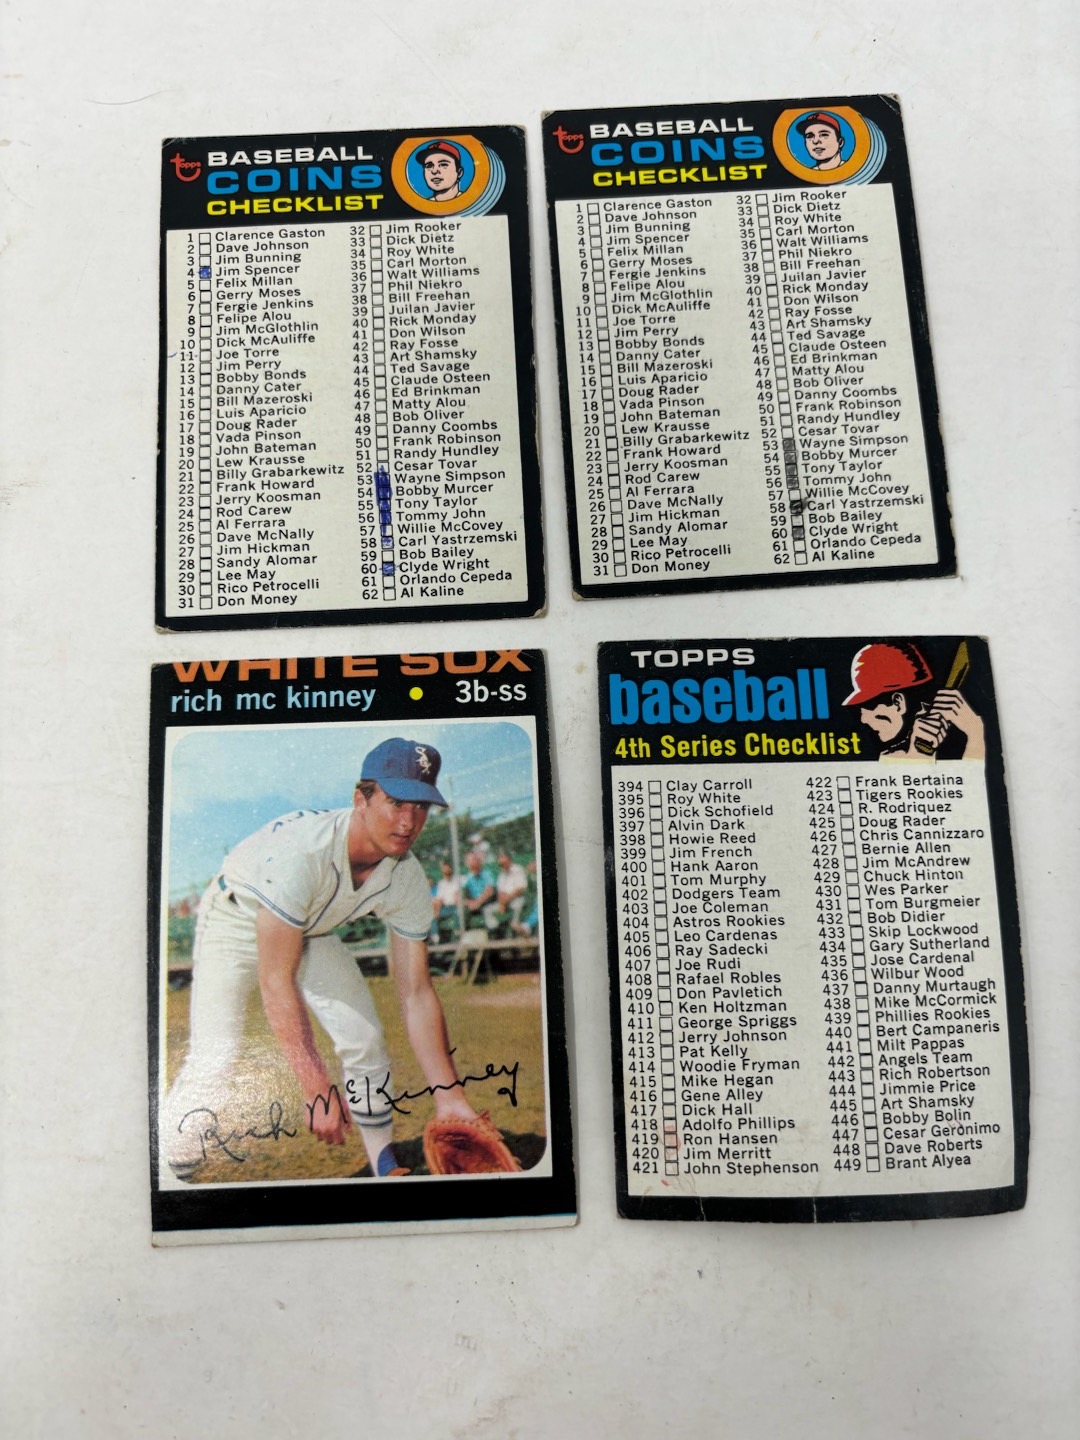 topps
BASEBALL
COINS
CHECKLIST
1 Clarence Gaston
2 Dave Johnson
3 Jim Bunning
4 Jim Spencer
5 Felix Millan
6 Gerry Moses
7 Fergie Jenkins
8 Felipe Alou
9 Jim McGlothlin
10 Dick McAuliffe
11 Joe Torre
12 Jim Perry
13 Bobby Bonds
14 Danny Cater
15 Bill Mazeroski
16 Luis Aparicio
17 Doug Rader
18 Vada Pinson
19 John Bateman
20 Lew Krausse
21 Billy Grabarkewitz
22 Frank Howard
23 Jerry Koosman
24 Rod Carew
25 Al Ferrara
26 Dave McNally
27 Jim Hickman
28 Sandy Alomar
29 Lee May
30 Rico Petrocelli
31 Don Money
32 Jim Rooker
33 Dick Dietz
34 Roy White
35 Carl Morton
36 Walt Williams
37 Phil Niekro
38 Bill Freehan
39 Juilan Javier
40 Rick Monday
41 Don Wilson
42 Ray Fosse
43 Art Shamsky
44 Ted Savage
45 Claude Osteen
46 Ed Brinkman
47 Matty Alou
48 Bob Oliver
49 Danny Coombs
50 Frank Robinson
51 Randy Hundley
52 Cesar Tovar
53 Wayne Simpson
54 Bobby Murcer
55 Tony Taylor
56 Tommy John
57 Willie McCovey
58 Carl Yastrzemski
59 Bob Bailey
60 Clyde Wright
61 Orlando Cepeda
62 Al Kaline
topps
BASEBALL
COINS
CHECKLIST
1 Clarence Gaston
2 Dave Johnson
3 Jim Bunning
4 Jim Spencer
5 Felix Millan
6 Gerry Moses
7 Fergie Jenkins
8 Felipe Alou
9 Jim McGlothlin
10 Dick McAuliffe
11 Joe Torre
12 Jim Perry
13 Bobby Bonds
14 Danny Cater
15 Bill Mazeroski
16 Luis Aparicio
17 Doug Rader
18 Vada Pinson
19 John Bateman
20 Lew Krausse
21 Billy Grabarkewitz
22 Frank Howard
23 Jerry Koosman
24 Rod Carew
25 Al Ferrara
26 Dave McNally
27 Jim Hickman
28 Sandy Alomar
29 Lee May
30 Rico Petrocelli
31 Don Money
32 Jim Rooker
33 Dick Dietz
34 Roy White
35 Carl Morton
36 Walt Williams
37 Phil Niekro
38 Bill Freehan
39 Juilan Javier
40 Rick Monday
41 Don Wilson
42 Ray Fosse
43 Art Shamsky
44 Ted Savage
45 Claude Osteen
46 Ed Brinkman
47 Matty Alou
48 Bob Oliver
49 Danny Coombs
50 Frank Robinson
51 Randy Hundley
52 Cesar Tovar
53 Wayne Simpson
54 Bobby Murcer
55 Tony Taylor
56 Tommy John
57 Willie McCovey
58 Carl Yastrzemski
59 Bob Bailey
60 Clyde Wright
61 Orlando Cepeda
62 Al Kaline
WHITE SOX
rich mc kinney • 3b-ss
Sox
Rich McKinney
TOPPS
baseball
4th Series Checklist
394 Clay Carroll
395 Roy White
396 Dick Schofield
397 Alvin Dark
398 Howie Reed
399 Jim French
400 Hank Aaron
401 Tom Murphy
402 Dodgers Team
403 Joe Coleman
404 Astros Rookies
405 Leo Cardenas
406 Ray Sadecki
407 Joe Rudi
408 Rafael Robles
409 Don Pavletich
410 Ken Holtzman
411 George Spriggs
412 Jerry Johnson
413 Pat Kelly
414 Woodie Fryman
415 Mike Hegan
416 Gene Alley
417 Dick Hall
418 Adolfo Phillips
419 Ron Hansen
420 Jim Merritt
421 John Stephenson
422 Frank Bertaina
423 Tigers Rookies
424 R. Rodriquez
425 Doug Rader
426 Chris Cannizzaro
427 Bernie Allen
428 Jim McAndrew
429 Chuck Hinton
430 Wes Parker
431 Tom Burgmeier
432 Bob Didier
433 Skip Lockwood
434 Gary Sutherland
435 Jose Cardenal
436 Wilbur Wood
437 Danny Murtaugh
438 Mike McCormick
439 Phillies Rookies
440 Bert Campaneris
441 Milt Pappas
442 Angels Team
443 Rich Robertson
444 Jimmie Price
445 Art Shamsky
446 Bobby Bolin
447 Cesar Geronimo
448 Dave Roberts
449 Brant Alyea